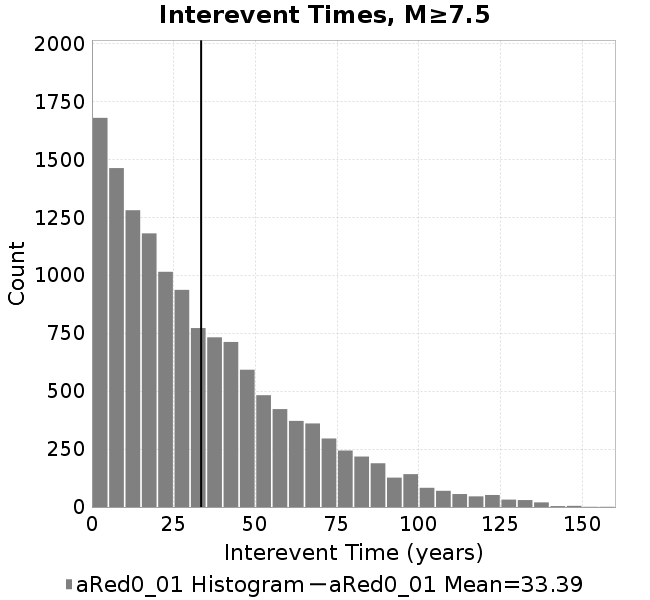 Interevent Times, M≥7.5
2000
1750
1500
1250
1000
750
500
250
0
Count
0 25 50 75 100 125 150
Interevent Time (years)
aRed0_01 Histogram aRed0_01 Mean=33.39